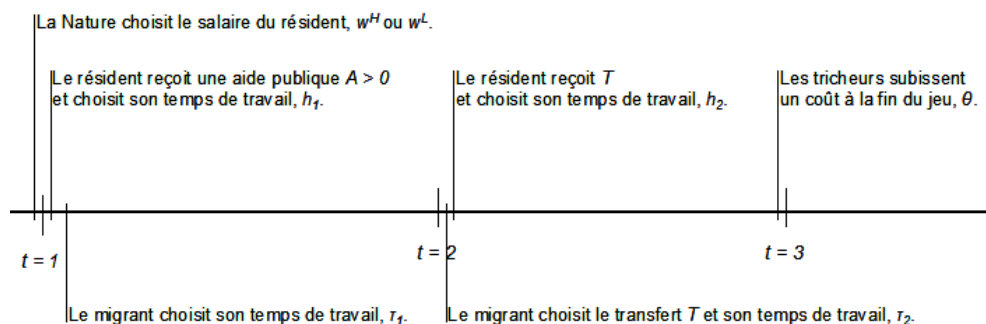 La Nature choisit le salaire du résident, wᴴ ou wᴸ.
Le résident reçoit une aide publique A > 0
et choisit son temps de travail, h₁.
Le résident reçoit T
et choisit son temps de travail, h₂.
Les tricheurs subissent
un coût à la fin du jeu, θ.
t = 1
t = 2
t = 3
Le migrant choisit son temps de travail, τ₁.
Le migrant choisit le transfert T et son temps de travail, τ₂.